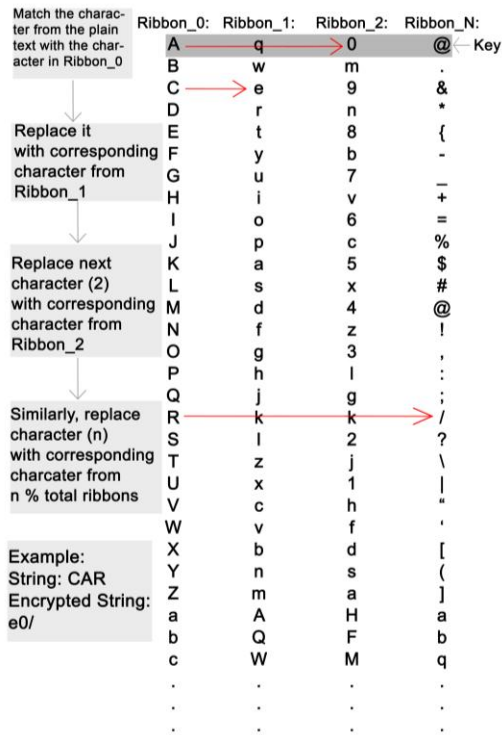 Match the charac-
ter from the plain
text with the char-
acter in Ribbon_0
Replace it
with corresponding
character from
Ribbon_1
Replace next
character (2)
with corresponding
character from
Ribbon_2
Similarly, replace
character (n)
with corresponding
charcater from
n % total ribbons
Example:
String: CAR
Encrypted String:
e0/
Ribbon_0: Ribbon_1: Ribbon_2: Ribbon_N:
A q 0 @ Key
B w m .
C e 9 &
D r n *
E t 8 {
F y b -
G u 7 _
H i v +
I o 6 =
J p c %
K a 5 $
L s x #
M d 4 @
N f z !
O g 3 ,
P h l :
Q j g ;
R k k /
S l 2 ?
T z j \
U x 1 |
V c h “
W v f ‘
X b d [
Y n s (
Z m a ]
a A H a
b Q F b
c W M q
. . . .
. . . .
. . . .